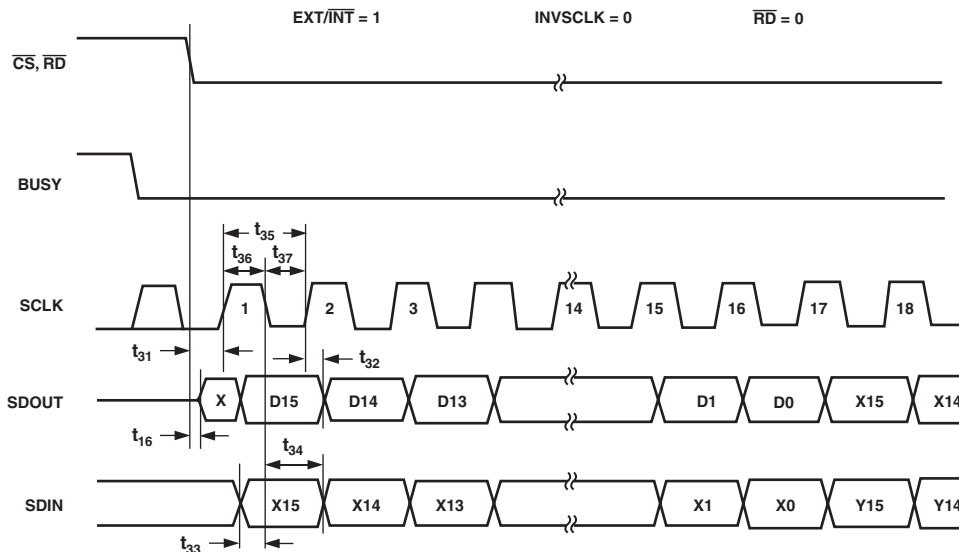 EXT/INT = 1 INVSCLK = 0 RD = 0
CS, RD
BUSY
t35
t36 t37
SCLK 1 2 3 14 15 16 17 18
t31 t32
SDOUT X D15 D14 D13 D1 D0 X15 X14
t16
t34
SDIN X15 X14 X13 X1 X0 Y15 Y14
t33